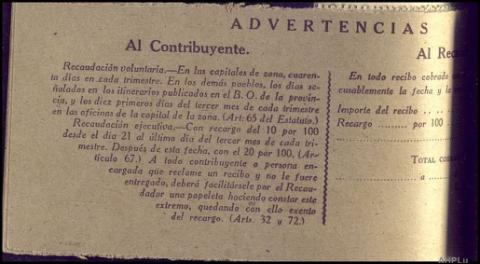 ADVERTENCIAS
Al Contribuyente.
Recaudación voluntaria.—En las capitales de zona, cuaren-
ta días en cada trimestre. En los demás pueblos, los días se-
ñalados en los itinerarios publicados en el B. O. de la provin-
cia, y los diez primeros días del tercer mes de cada trimestre
en las oficinas de la capital de la zona. (Art. 65 del Estatuto.)
Recaudación ejecutiva.—Con recargo del 10 por 100
desde el día 21 al último día del tercer mes de cada tri-
mestre. Después de esta fecha, con el 20 por 100. (Ar-
tículo 67.) A todo contribuyente o persona en-
cargada que reclame un recibo y no le fuere
entregado, deberá facilitársele por el Recau-
dador una papeleta haciendo constar este
extremo, quedando con ello exento
del recargo. (Arts. 32 y 72.)
Al Rec
En todo recibo cobrado
cusablemente la fecha y la
Importe del recibo . . . .
Recargo ........ por 100
TOTAL CO
a